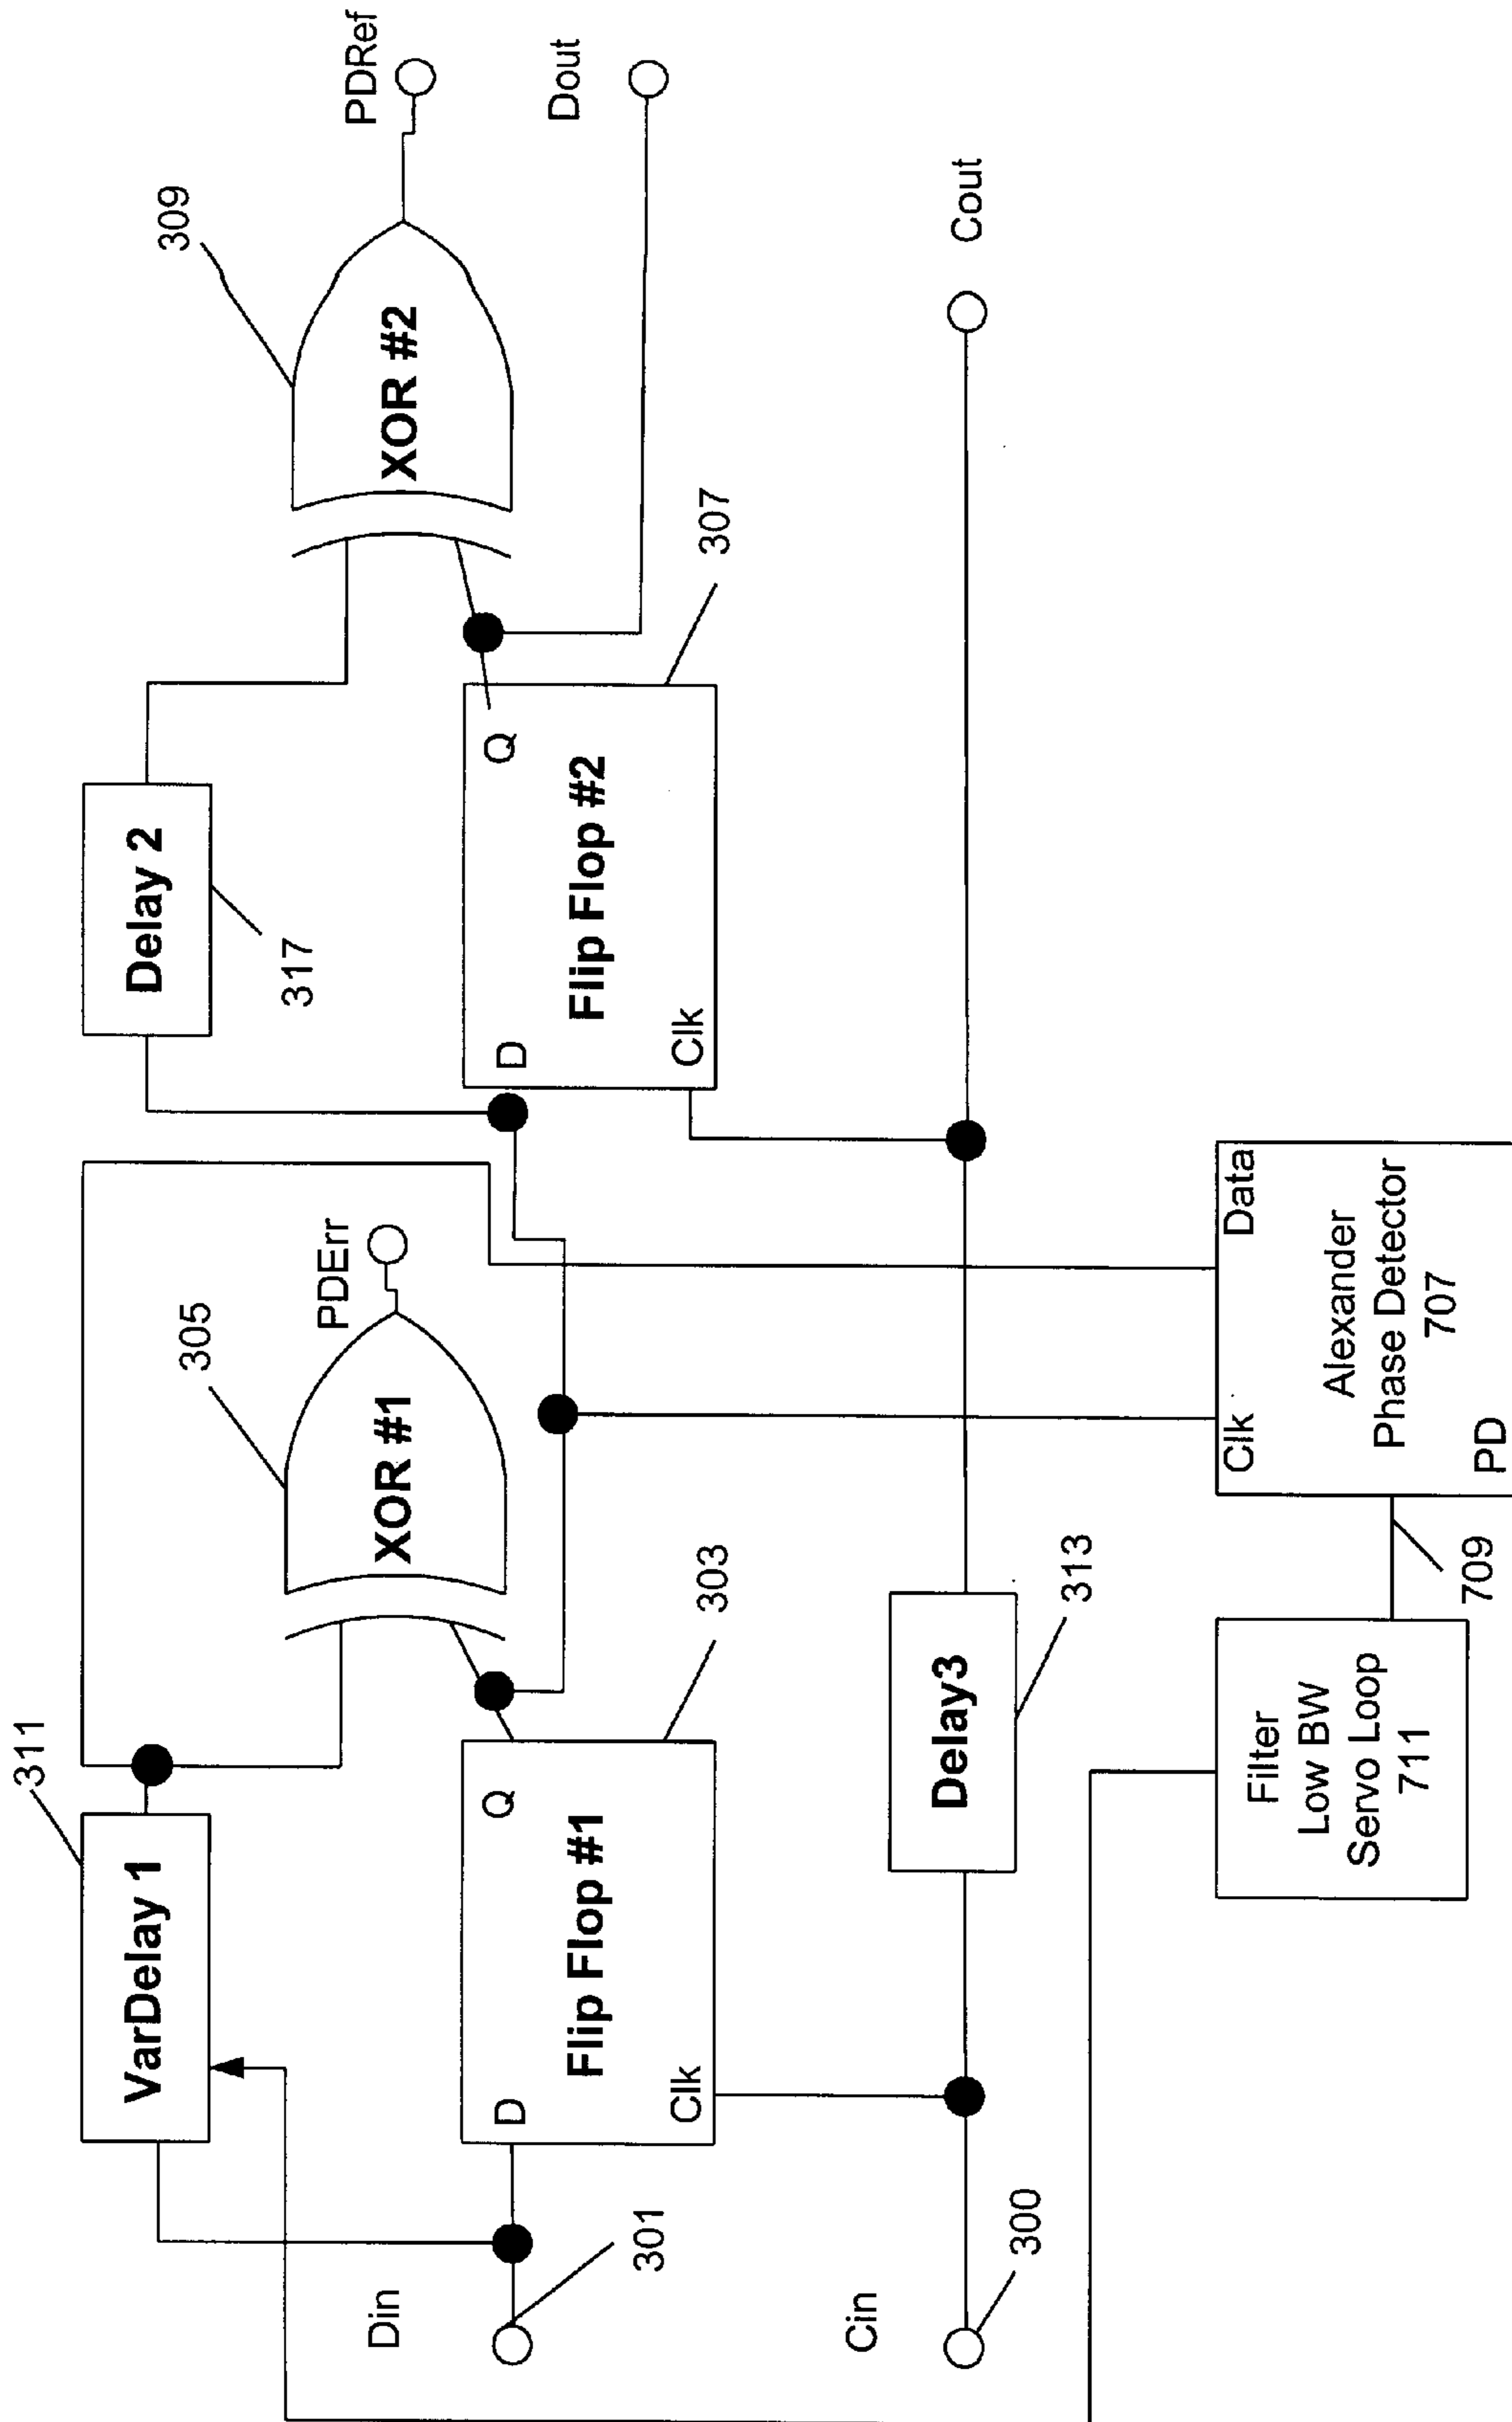 311
VarDelay 1
Delay 2
317
305
309
XOR #1
PDErr
XOR #2
PDRef
Din
301
D
Q
Flip Flop #1
Clk
303
D
Q
Flip Flop #2
Clk
307
Dout
Cin
300
Delay3
313
Cout
Filter
Low BW
Servo Loop
711
709
Clk
Data
Alexander
Phase Detector
707
PD